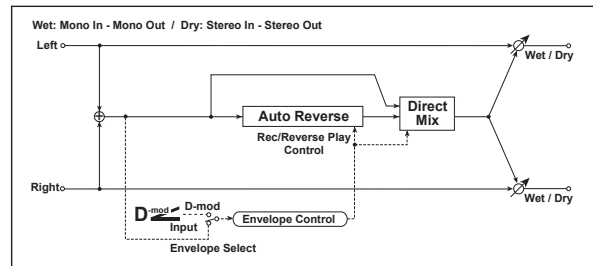 Wet: Mono In - Mono Out / Dry: Stereo In - Stereo Out
Left
Wet / Dry
Auto Reverse
Direct
Mix
Rec/Reverse Play
Control
Right
Wet / Dry
D-mod
D-mod
Input
Envelope Control
Envelope Select